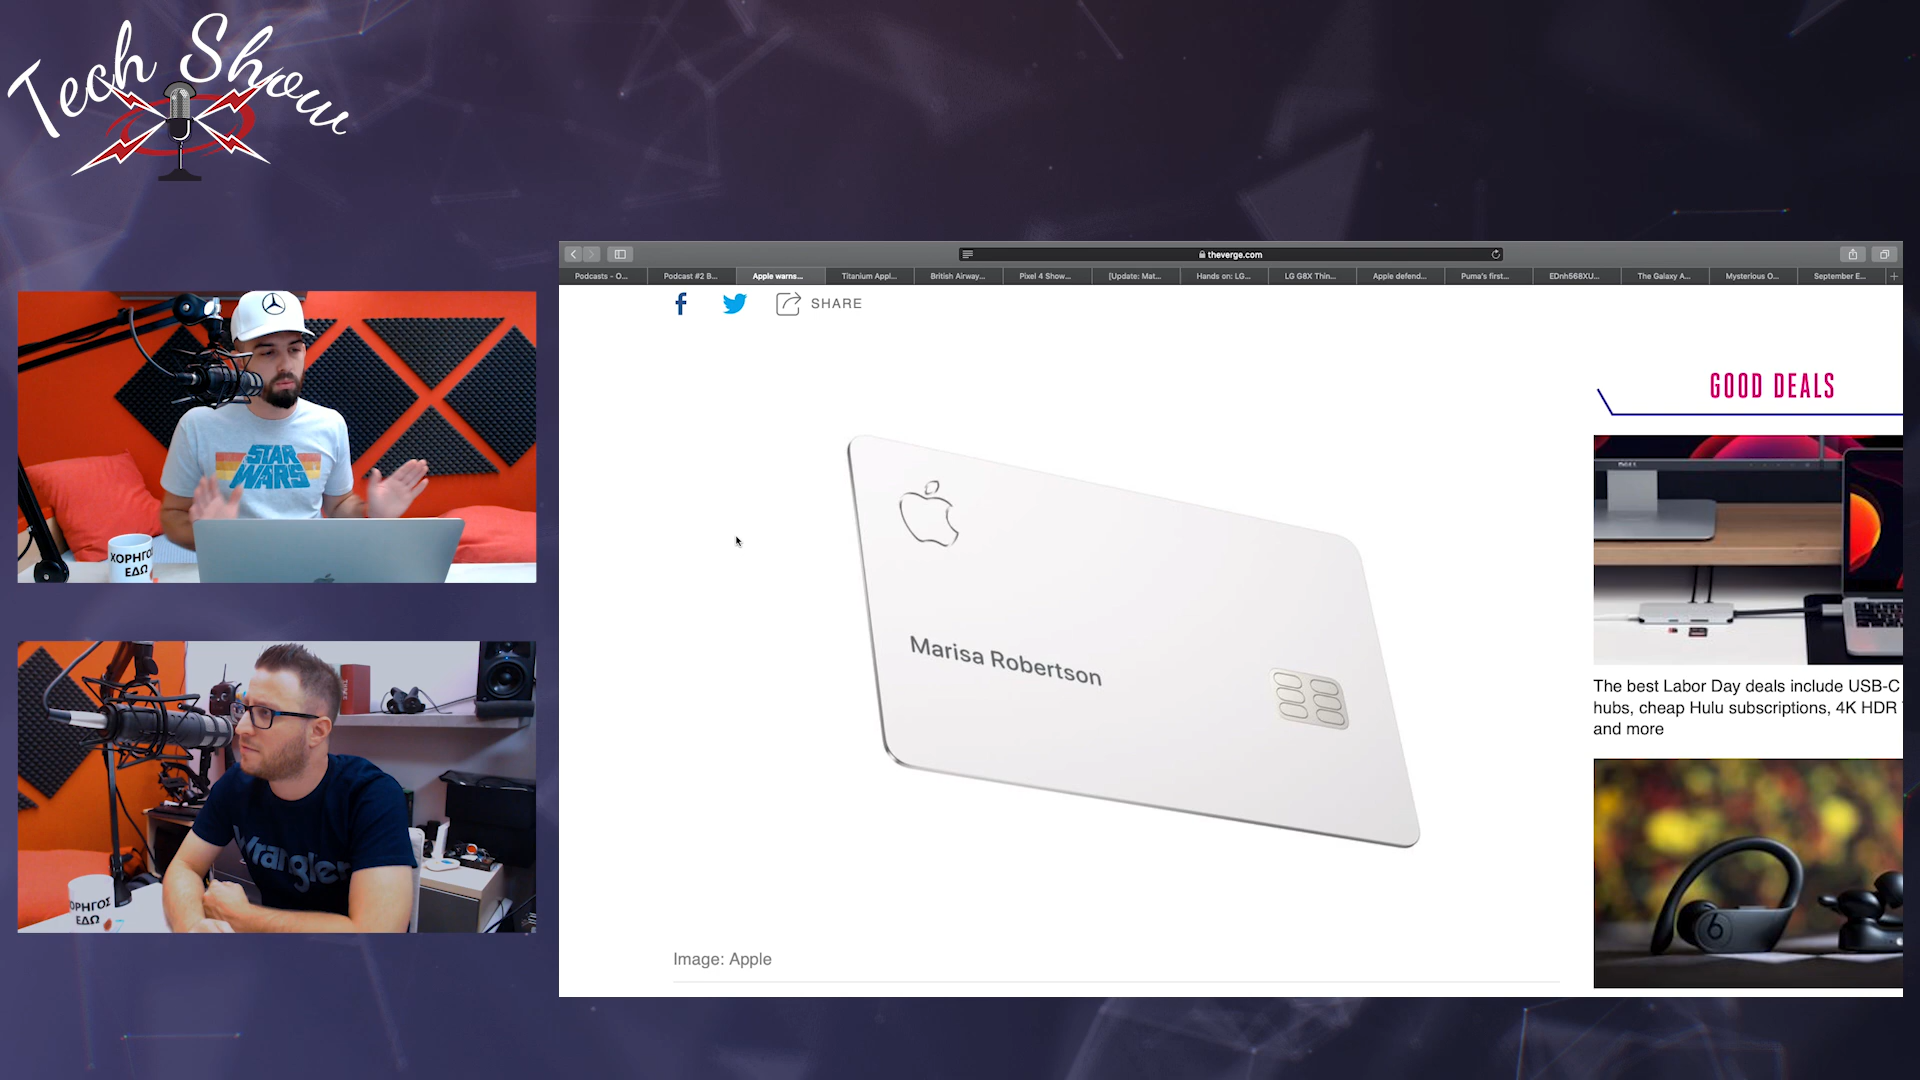 Tech Show
theverge.com
Podcasts - O...
Podcast #2 B...
Apple warns...
Titanium Appl...
British Airway...
Pixel 4 Show...
[Update: Mat...
Hands on: LG...
LG G8X Thin...
Apple defend...
Puma's first...
EDnh568XU...
The Galaxy A...
Mysterious O...
September E...
SHARE
GOOD DEALS
STAR
WARS
ΧΟΡΗΓΟ
ΕΔΩ
Marisa Robertson
DELL
The best Labor Day deals include USB-C
hubs, cheap Hulu subscriptions, 4K HDR
and more
Wrangler
ΟΡΗΓΟΣ
ΕΔΩ
Image: Apple